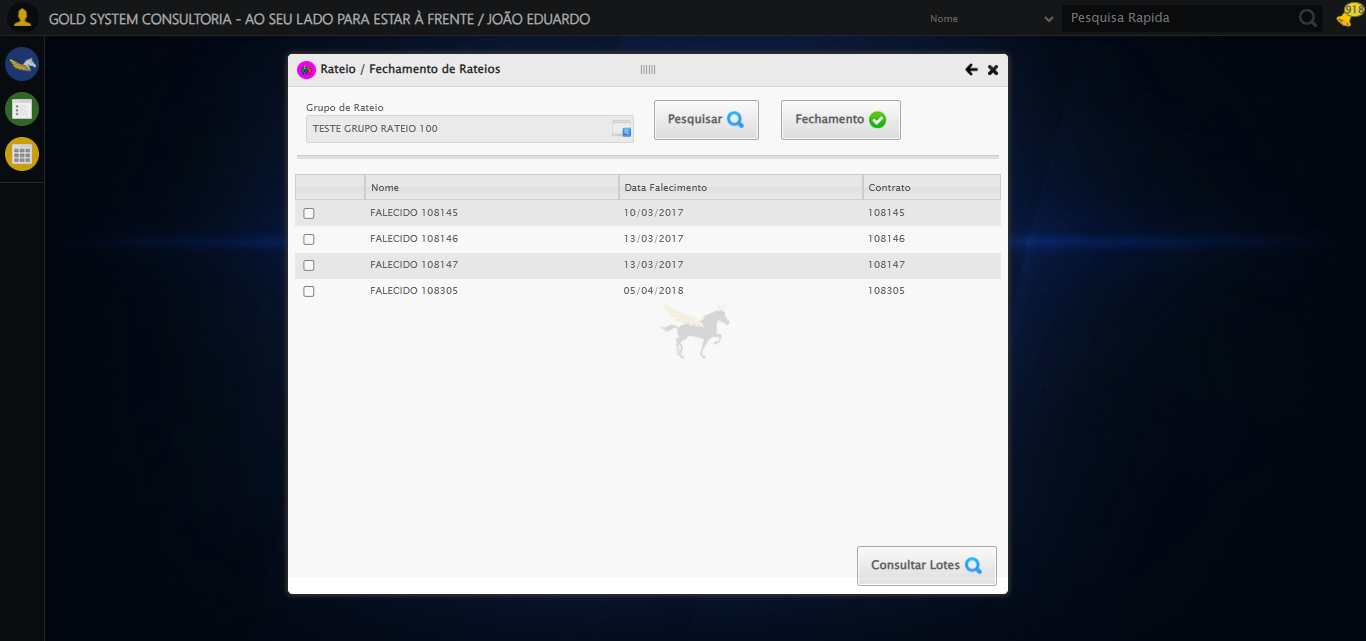 GOLD SYSTEM CONSULTORIA - AO SEU LADO PARA ESTAR À FRENTE / JOÃO EDUARDO
Nome
Pesquisa Rapida
918
Rateio / Fechamento de Rateios
Grupo de Rateio
TESTE GRUPO RATEIO 100
Pesquisar
Fechamento
Nome Data Falecimento Contrato
FALECIDO 108145 10/03/2017 108145
FALECIDO 108146 13/03/2017 108146
FALECIDO 108147 13/03/2017 108147
FALECIDO 108305 05/04/2018 108305
Consultar Lotes